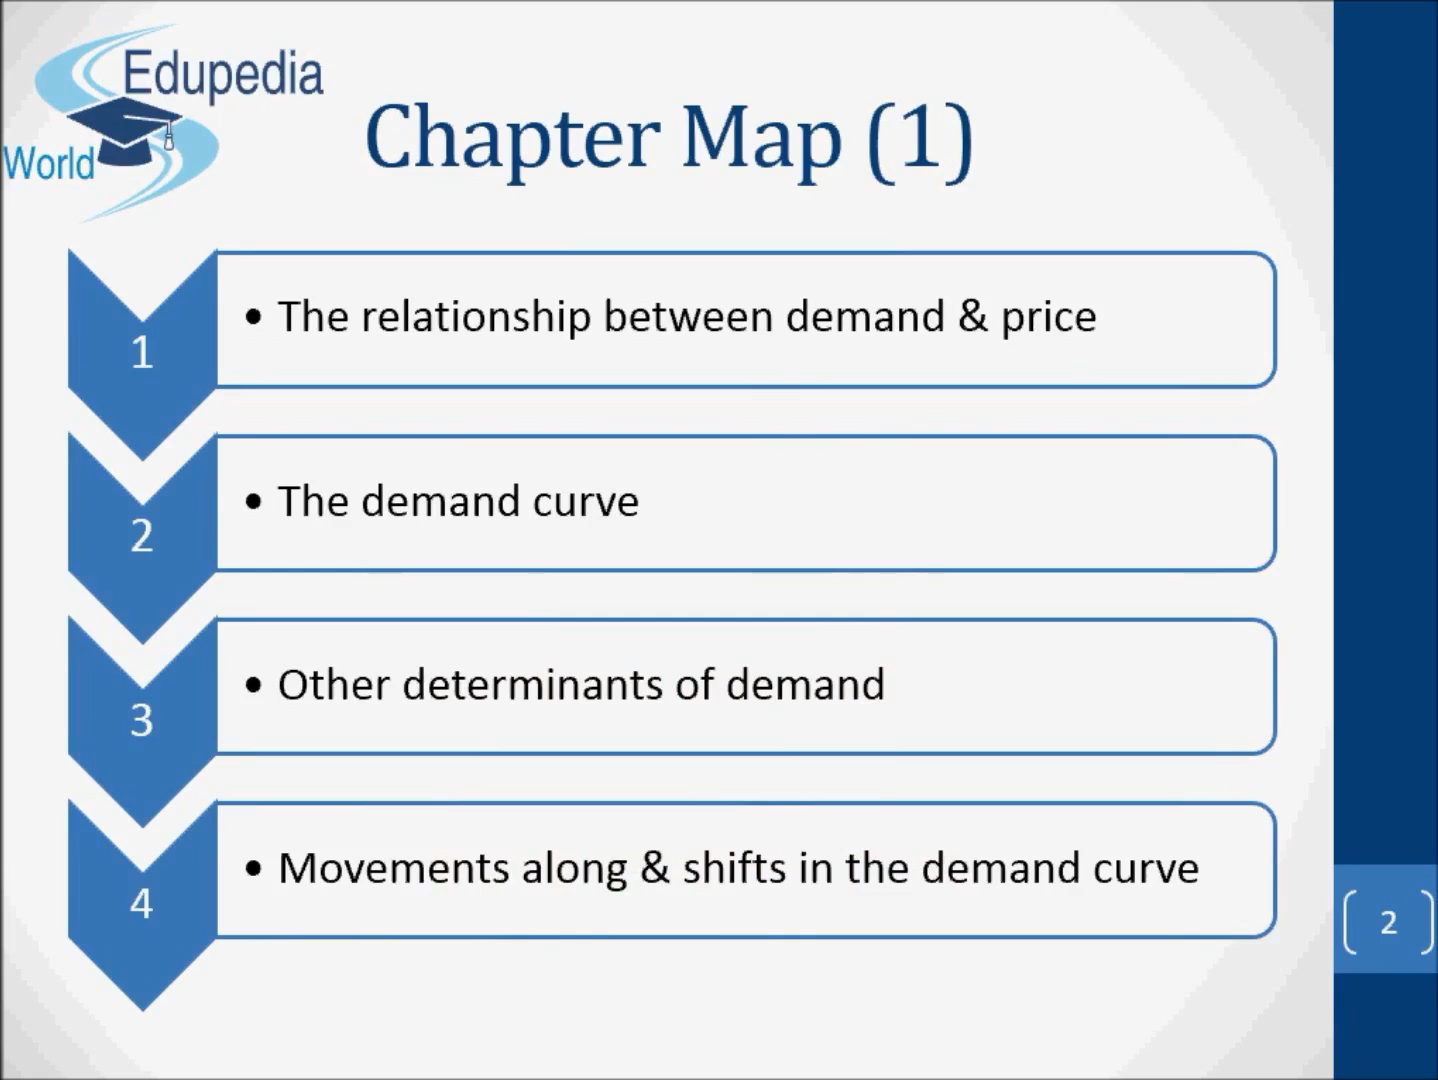 Edupedia
World
Chapter Map (1)
1
• The relationship between demand & price
2
• The demand curve
3
• Other determinants of demand
4
• Movements along & shifts in the demand curve
2